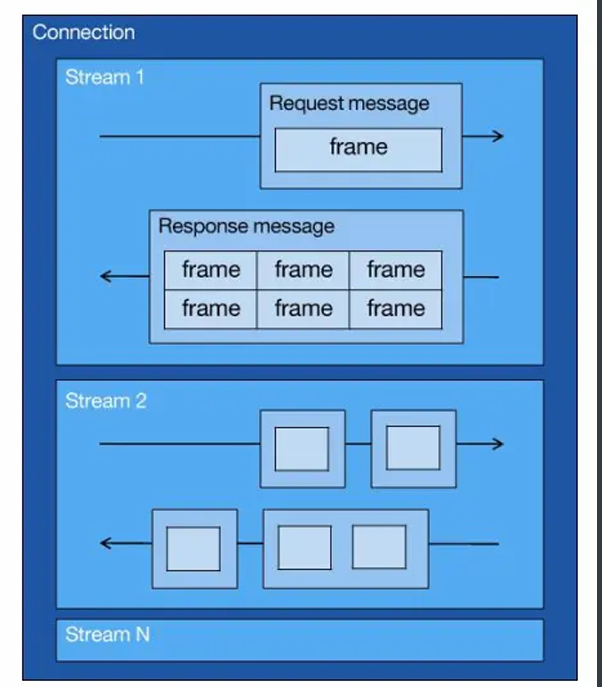 Connection
Stream 1
Request message
frame
Response message
frame frame frame
frame frame frame
Stream 2
Stream N